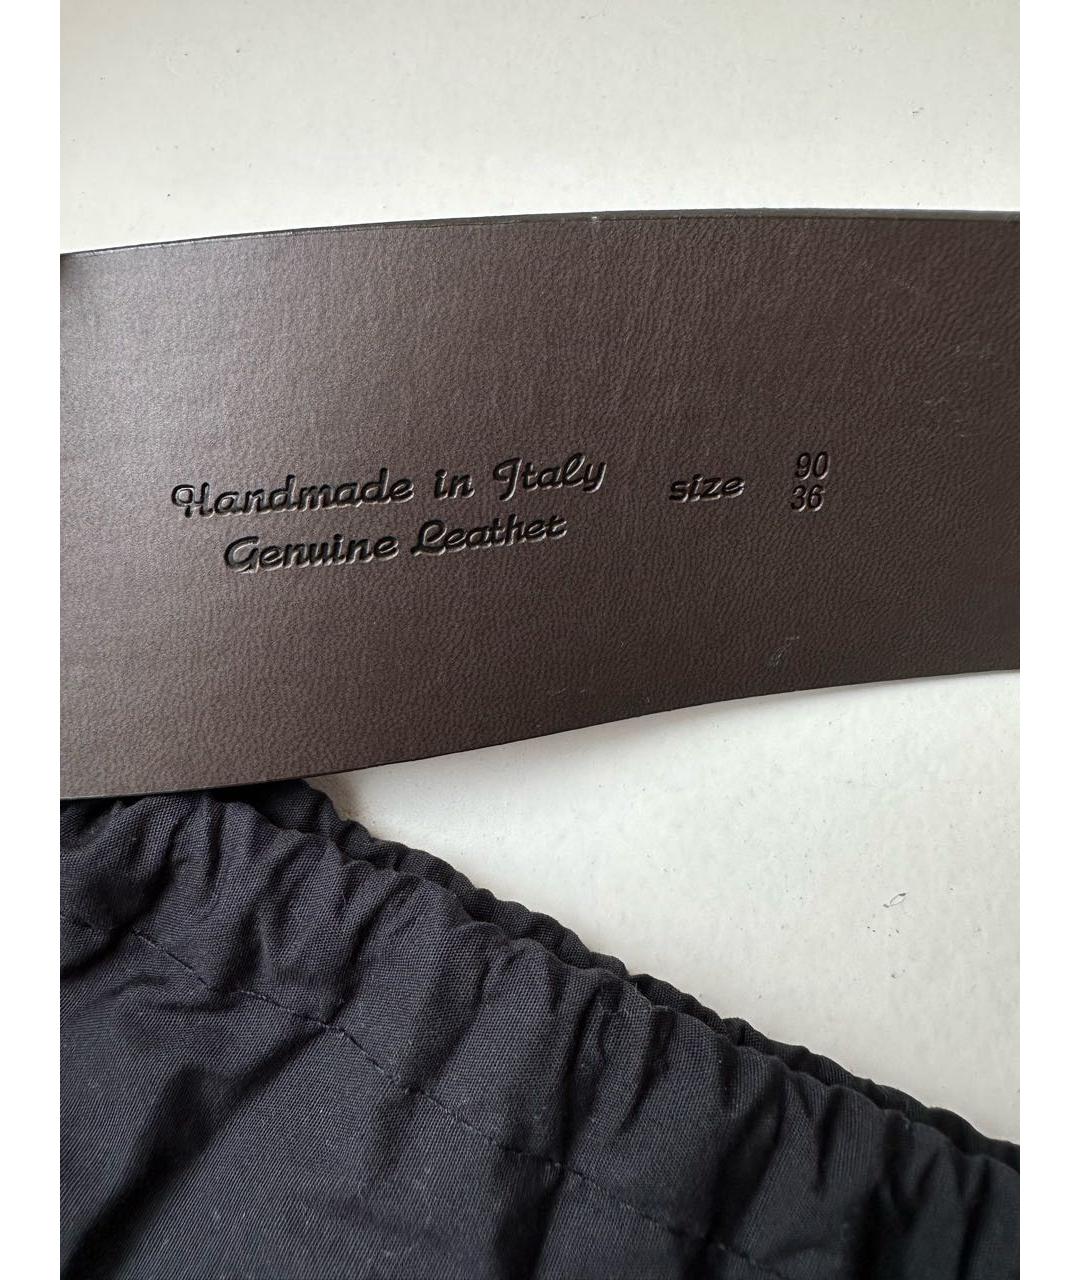 Handmade in Italy size 90
Genuine Leather 36